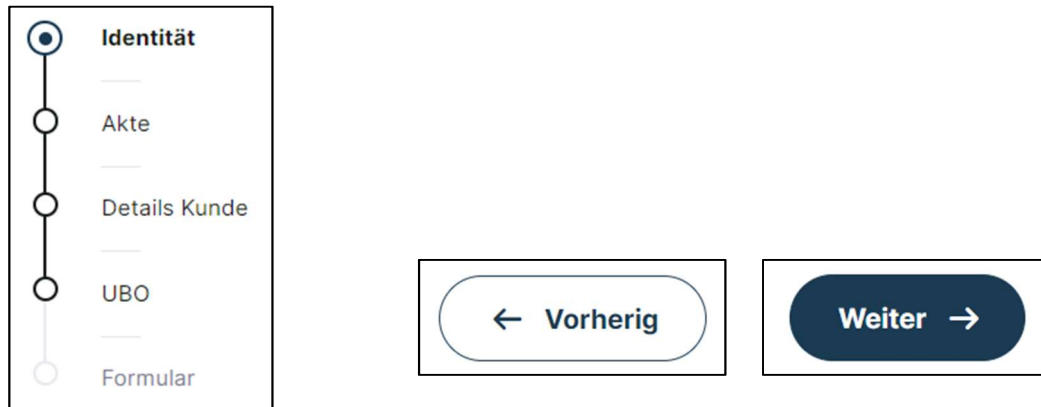 Identität
Akte
Details Kunde
UBO
Formular
← Vorherig
Weiter →